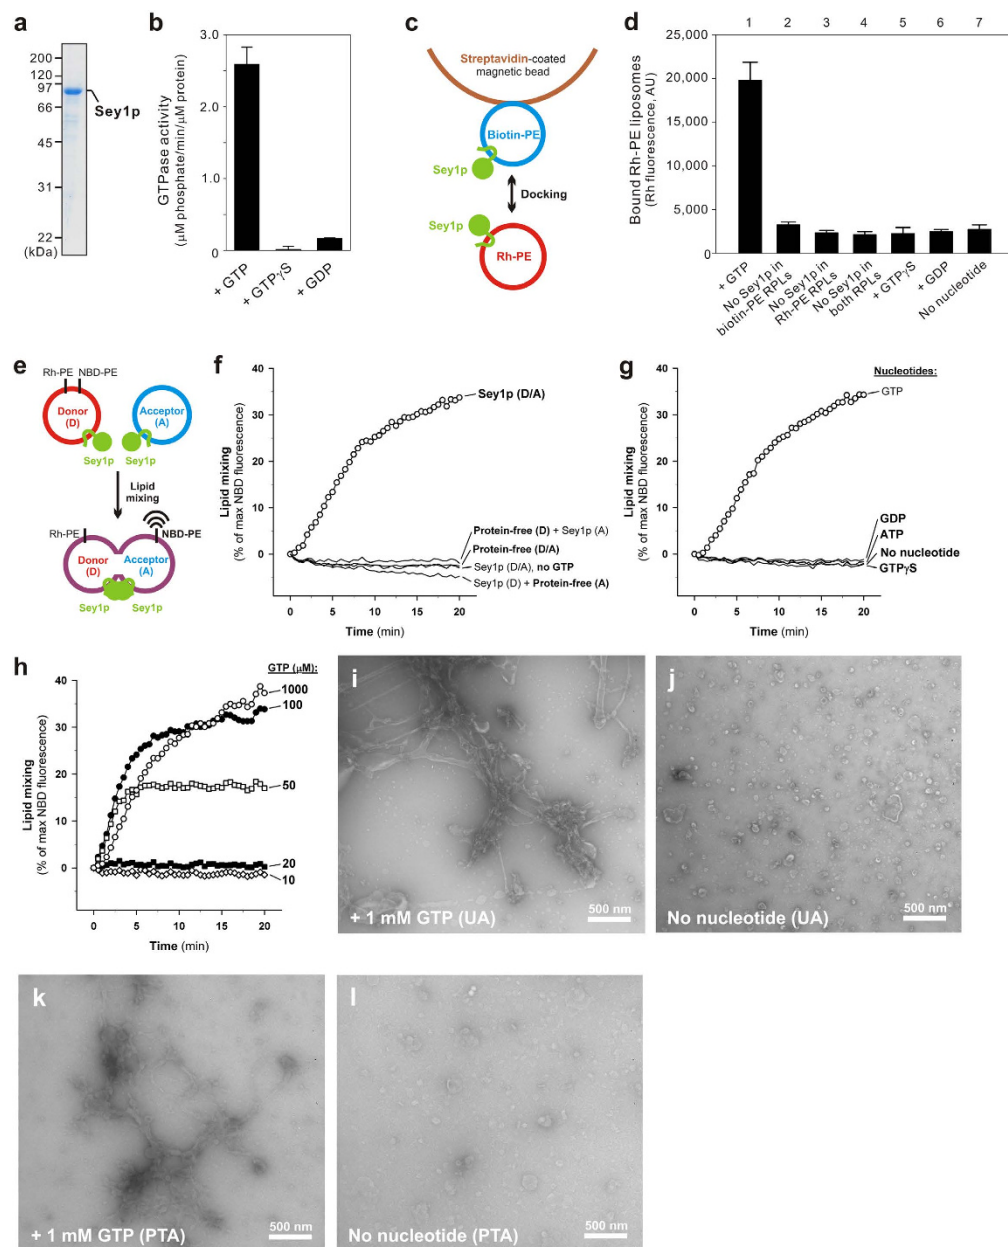 a
200
120
97
66
45
31
22
(kDa)
Sey1p
b
GTPase activity
(μM phosphate/min/μM protein)
3.0
2.0
1.0
0
+ GTP
+ GTPγS
+ GDP
c
Streptavidin-coated
magnetic bead
Biotin-PE
Sey1p
Docking
Sey1p
Rh-PE
d
1 2 3 4 5 6 7
Bound Rh-PE liposomes
(Rh fluorescence, AU)
25,000
20,000
15,000
10,000
5,000
0
+ GTP
No Sey1p in
biotin-PE RPLs
No Sey1p in
Rh-PE RPLs
No Sey1p in
both RPLs
+ GTPγS
+ GDP
No nucleotide
e
Rh-PE NBD-PE
Donor
(D)
Acceptor
(A)
Sey1p Sey1p
Lipid
mixing
Rh-PE
NBD-PE
Donor
(D)
Acceptor
(A)
Sey1p Sey1p
f
Lipid mixing
(% of max NBD fluorescence)
40
30
20
10
0
Sey1p (D/A)
Protein-free (D) + Sey1p (A)
Protein-free (D/A)
Sey1p (D/A), no GTP
Sey1p (D) + Protein-free (A)
0 5 10 15 20
Time (min)
g
Lipid mixing
(% of max NBD fluorescence)
40
30
20
10
0
Nucleotides:
GTP
GDP
ATP
No nucleotide
GTPγS
0 5 10 15 20
Time (min)
h
Lipid mixing
(% of max NBD fluorescence)
40
30
20
10
0
GTP (μM):
1000
100
50
20
10
0 5 10 15 20
Time (min)
i
+ 1 mM GTP (UA)
500 nm
j
No nucleotide (UA)
500 nm
k
+ 1 mM GTP (PTA)
500 nm
l
No nucleotide (PTA)
500 nm